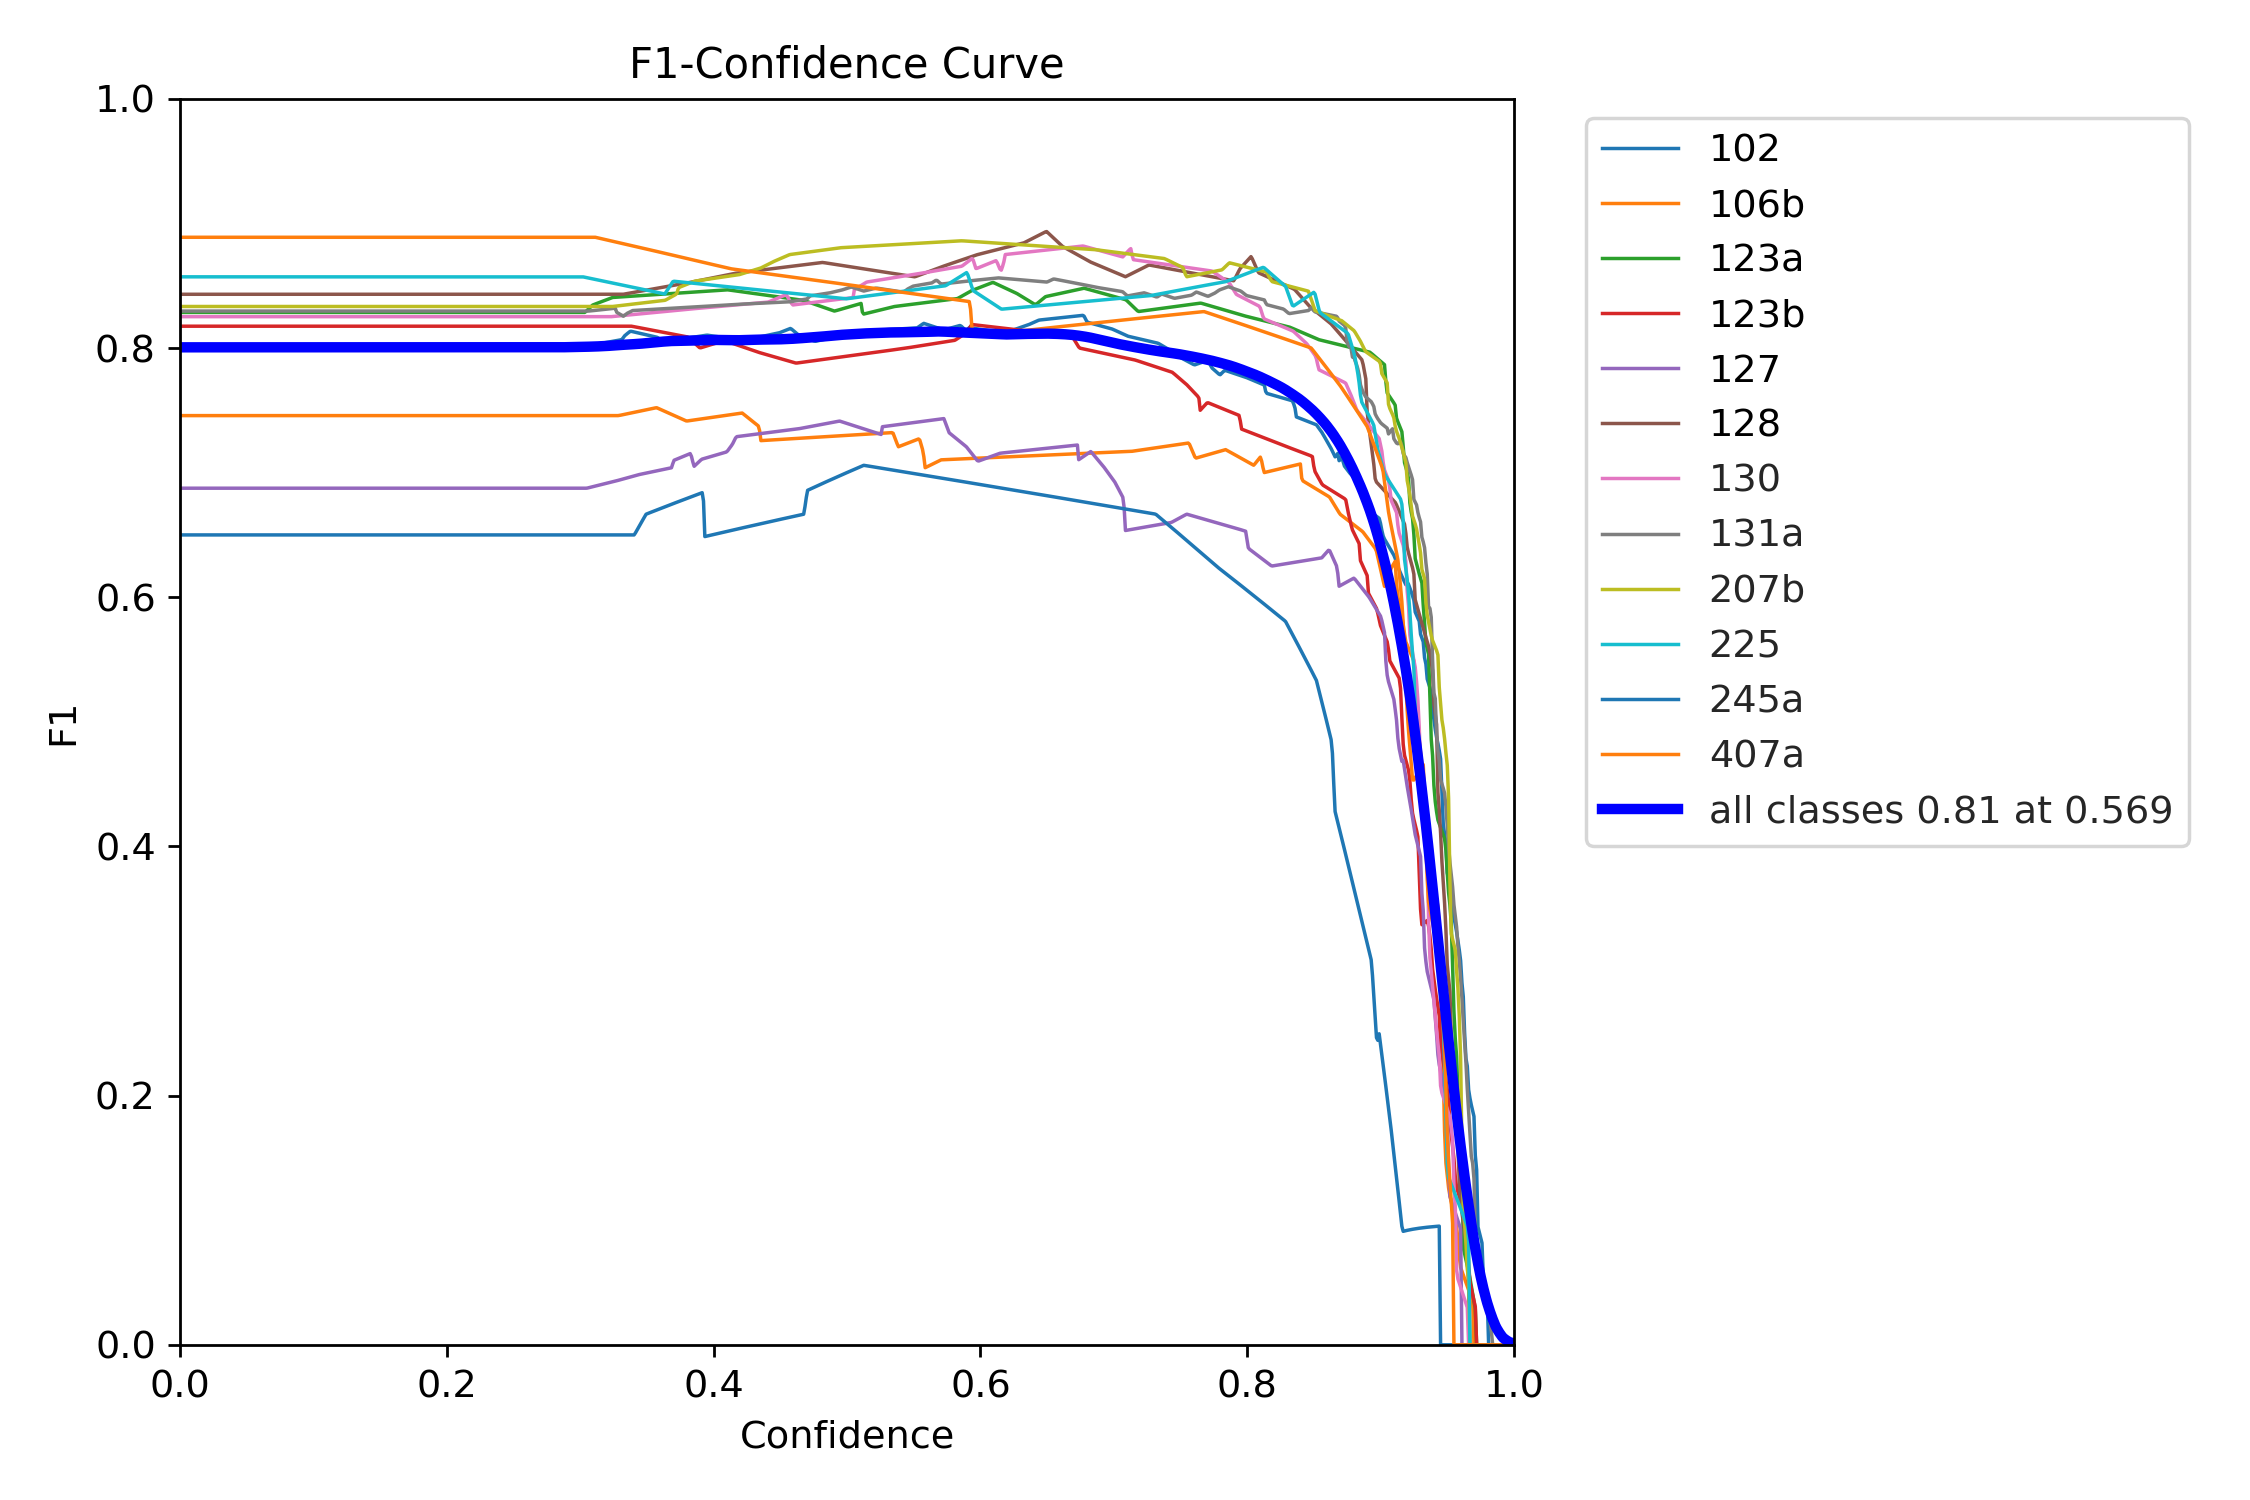 F1-Confidence Curve
1.0
0.8
0.6
0.4
0.2
0.0
F1
0.0 0.2 0.4 0.6 0.8 1.0
Confidence
102
106b
123a
123b
127
128
130
131a
207b
225
245a
407a
all classes 0.81 at 0.569